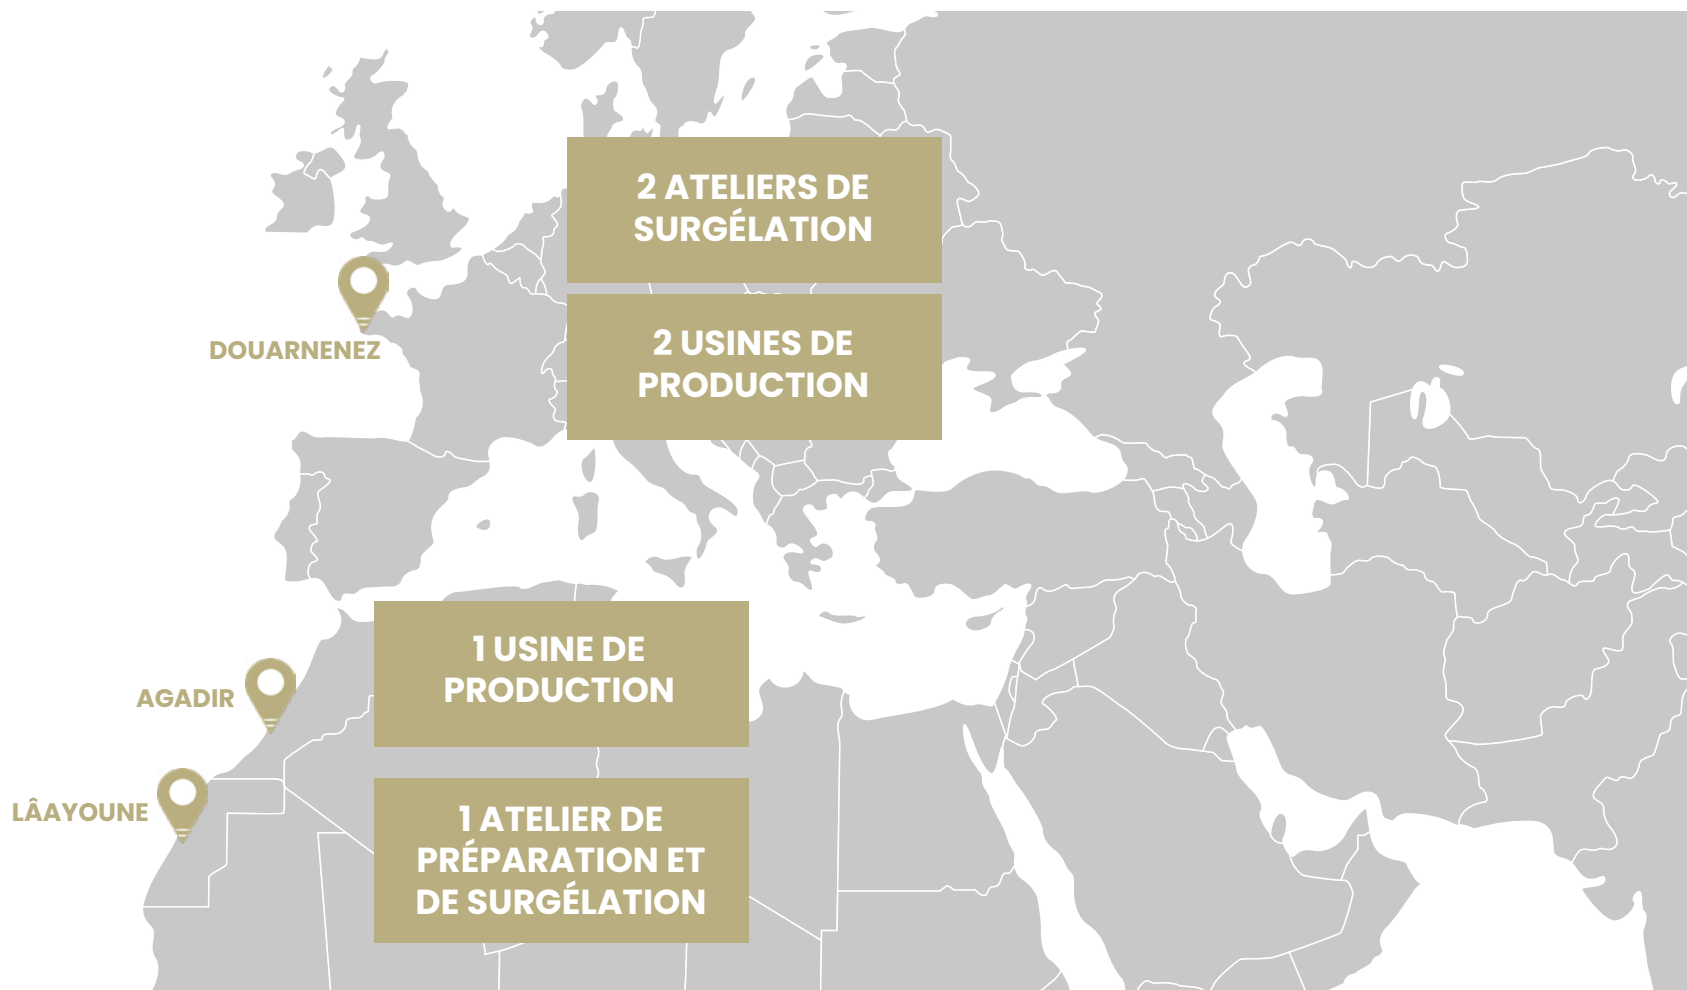 2 ATELIERS DE
SURGÉLATION
2 USINES DE
PRODUCTION
DOUARNENEZ
1 USINE DE
PRODUCTION
AGADIR
LÂAYOUNE
1 ATELIER DE
PRÉPARATION ET
DE SURGÉLATION